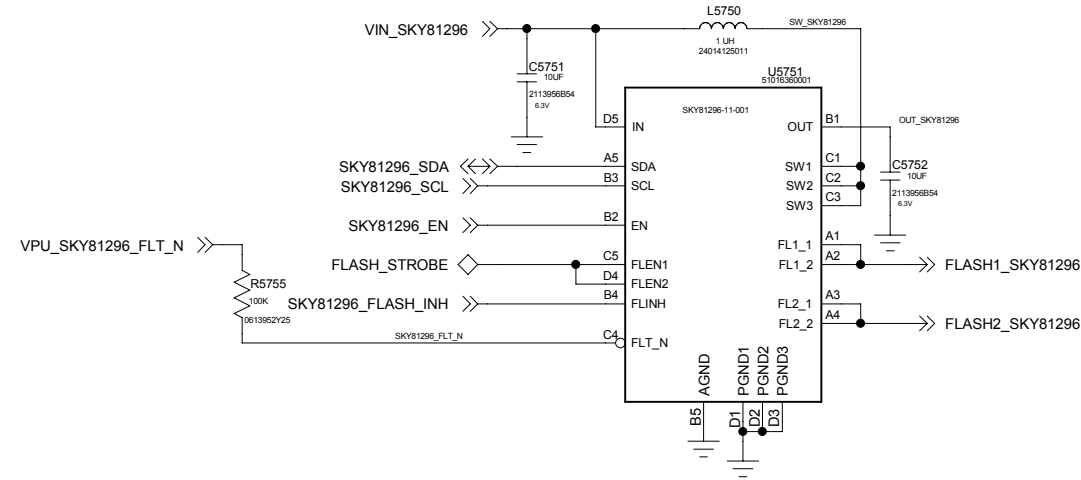 L5750
SW_SKY81296
VIN_SKY81296
1 UH
24014125011
C5751
10UF
2113956B54
6.3V
U5751
51016360001
SKY81296-11-001
D5
IN
OUT
B1
OUT_SKY81296
SKY81296_SDA
A5
SDA
SW1
C1
C5752
10UF
2113956B54
6.3V
SKY81296_SCL
B3
SCL
SW2
C2
SW3
C3
SKY81296_EN
B2
EN
VPU_SKY81296_FLT_N
FL1_1
A1
FLASH_STROBE
C5
FLEN1
FL1_2
A2
FLASH1_SKY81296
R5755
100K
0613952Y25
D4
FLEN2
SKY81296_FLASH_INH
B4
FLINH
FL2_1
A3
FL2_2
A4
FLASH2_SKY81296
SKY81296_FLT_N
C4
FLT_N
AGND
PGND1
PGND2
PGND3
B5
D1
D2
D3